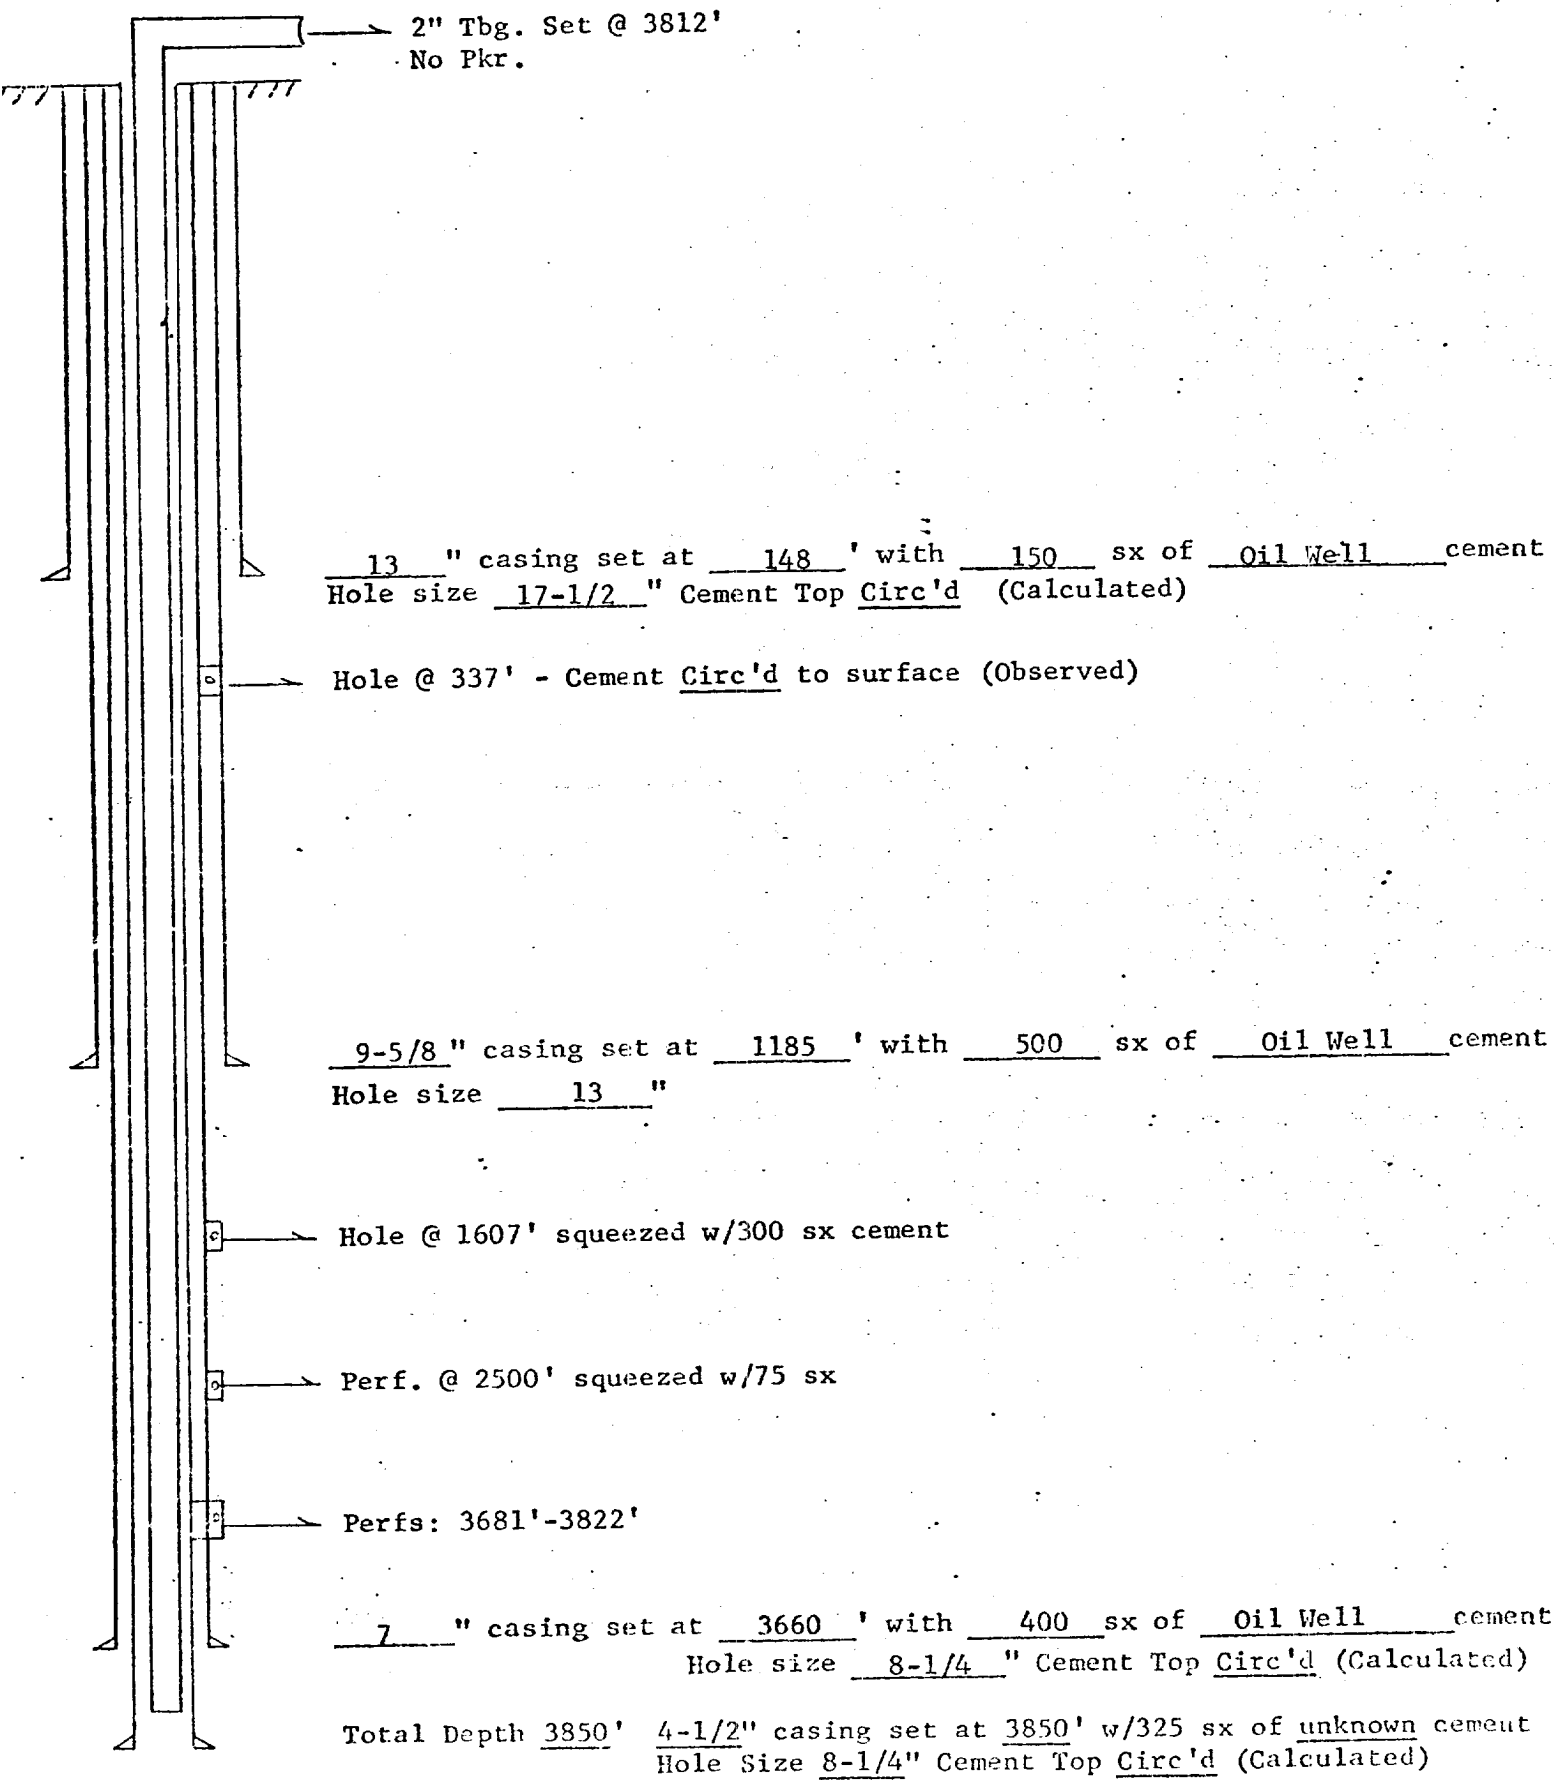 2" Tbg. Set @ 3812'
No Pkr.
13 " casing set at 148 ' with 150 sx of Oil Well cement
Hole size 17-1/2 " Cement Top Circ'd (Calculated)
Hole @ 337' - Cement Circ'd to surface (Observed)
9-5/8 " casing set at 1185 ' with 500 sx of Oil Well cement
Hole size 13 "
Hole @ 1607' squeezed w/300 sx cement
Perf. @ 2500' squeezed w/75 sx
Perfs: 3681'-3822'
7 " casing set at 3660 ' with 400 sx of Oil Well cement
Hole size 8-1/4 " Cement Top Circ'd (Calculated)
Total Depth 3850' 4-1/2" casing set at 3850' w/325 sx of unknown cement
Hole Size 8-1/4" Cement Top Circ'd (Calculated)